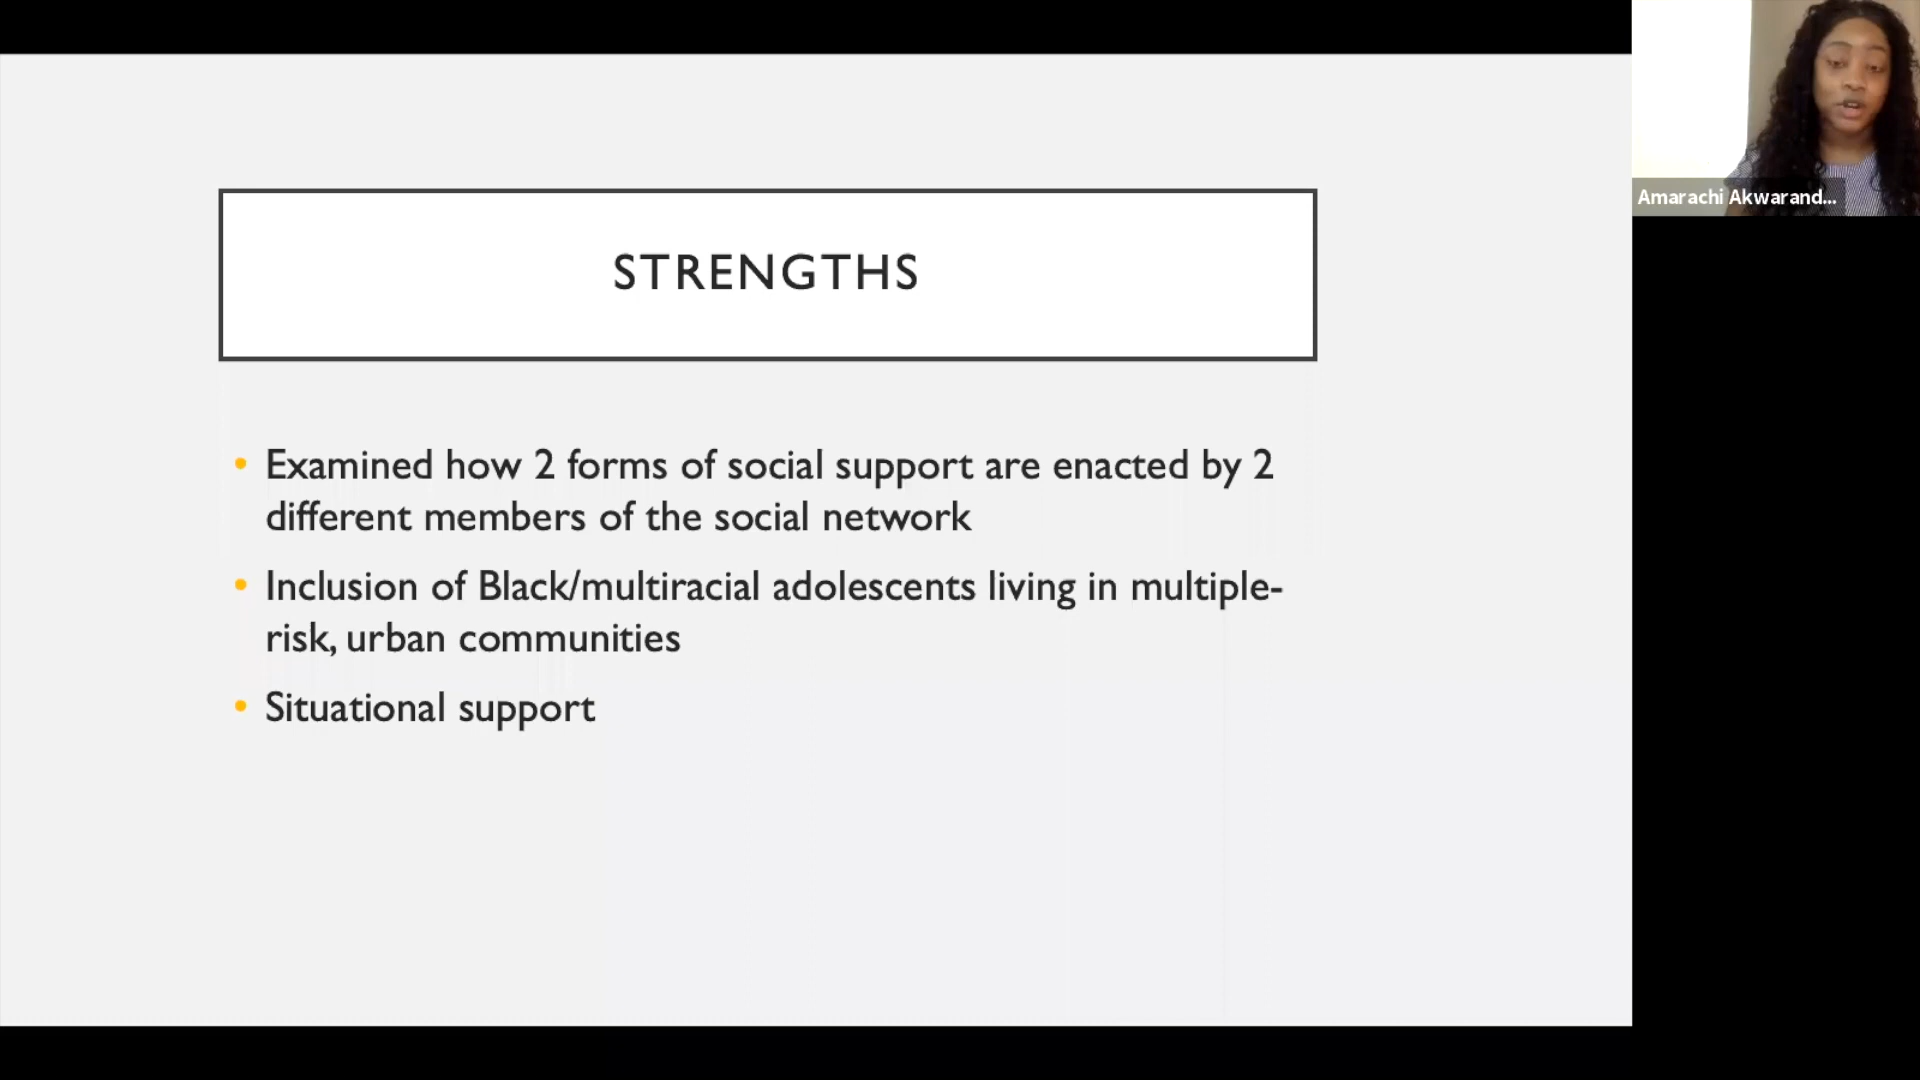 STRENGTHS
• Examined how 2 forms of social support are enacted by 2
different members of the social network
• Inclusion of Black/multiracial adolescents living in multiple-
risk, urban communities
• Situational support
Amarachi Akwarand...